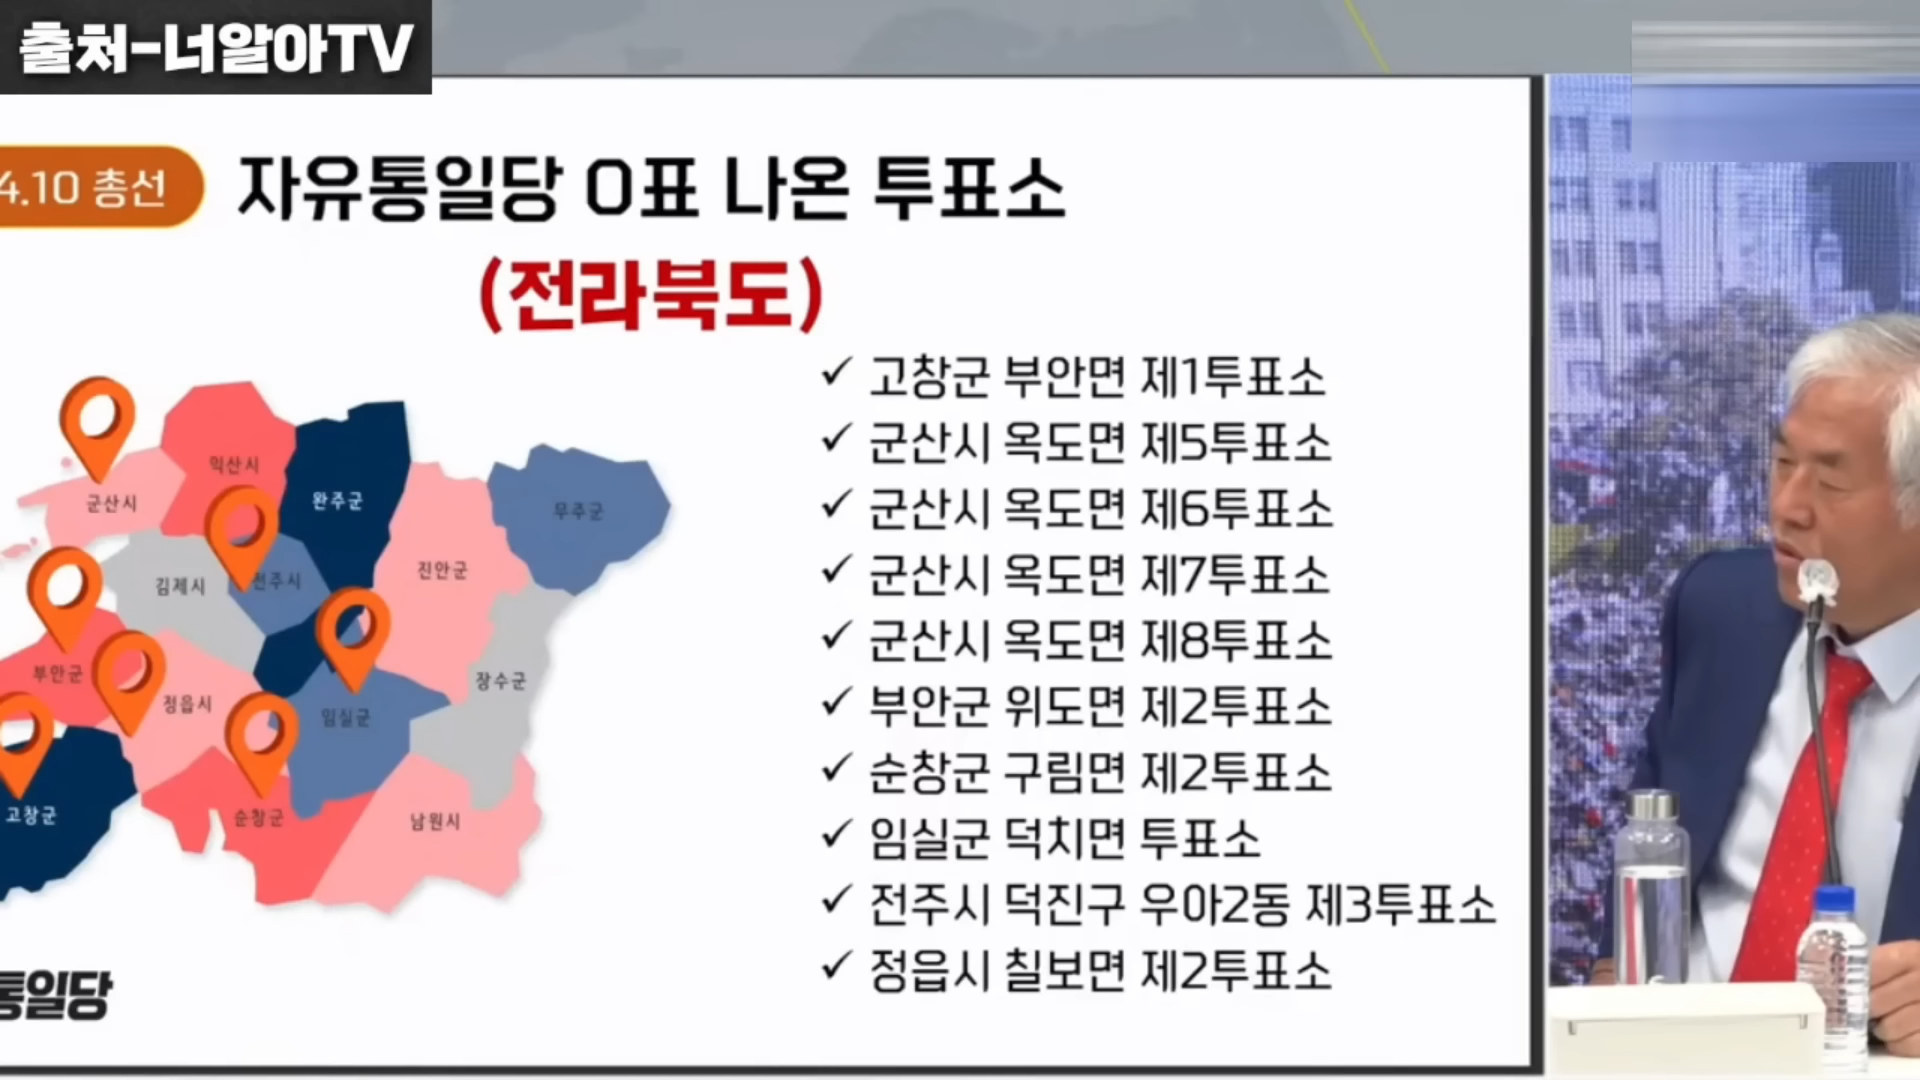 출처-너알아TV
4.10 총선
자유통일당 0표 나온 투표소
(전라북도)
고창군 부안면 제1투표소
군산시 옥도면 제5투표소
군산시 옥도면 제6투표소
군산시 옥도면 제7투표소
군산시 옥도면 제8투표소
부안군 위도면 제2투표소
순창군 구림면 제2투표소
임실군 덕치면 투표소
전주시 덕진구 우아2동 제3투표소
정읍시 칠보면 제2투표소
익산시
군산시
완주군
무주군
진안군
김제시
전주시
부안군
정읍시
장수군
임실군
고창군
순창군
남원시
통일당